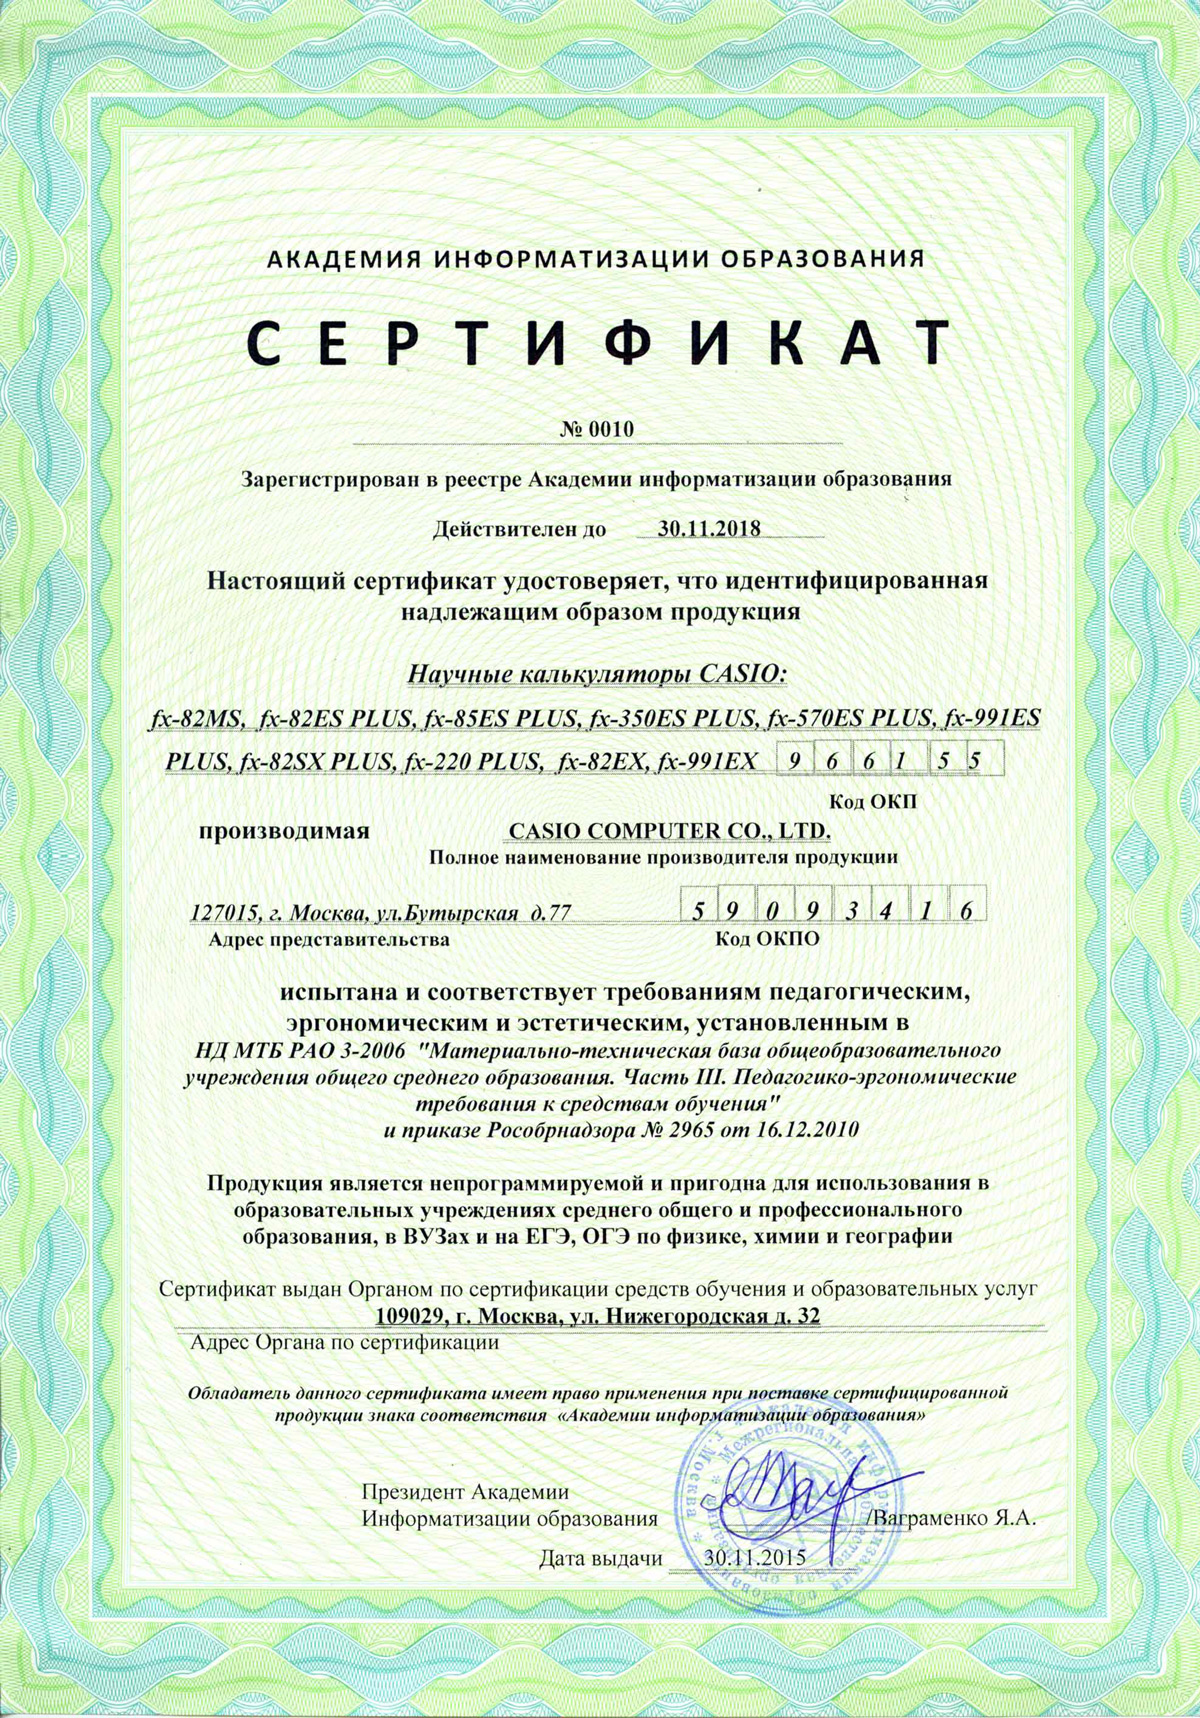 АКАДЕМИЯ ИНФОРМАТИЗАЦИИ ОБРАЗОВАНИЯ
СЕРТИФИКАТ
№ 0010
Зарегистрирован в реестре Академии информатизации образования
Действителен до 30.11.2018
Настоящий сертификат удостоверяет, что идентифицированная
надлежащим образом продукция
Научные калькуляторы CASIO:
fx-82MS, fx-82ES PLUS, fx-85ES PLUS, fx-350ES PLUS, fx-570ES PLUS, fx-991ES
PLUS, fx-82SX PLUS, fx-220 PLUS, fx-82EX, fx-991EX 9 6 6 1 5 5
Код ОКП
производимая CASIO COMPUTER CO., LTD.
Полное наименование производителя продукции
127015, г. Москва, ул.Бутырская д.77 5 9 0 9 3 4 1 6
Адрес представительства Код ОКПО
испытана и соответствует требованиям педагогическим,
эргономическим и эстетическим, установленным в
НД МТБ РАО 3-2006 "Материально-техническая база общеобразовательного
учреждения общего среднего образования. Часть III. Педагогико-эргономические
требования к средствам обучения"
и приказе Рособрнадзора № 2965 от 16.12.2010
Продукция является непрограммируемой и пригодна для использования в
образовательных учреждениях среднего общего и профессионального
образования, в ВУЗах и на ЕГЭ, ОГЭ по физике, химии и географии
Сертификат выдан Органом по сертификации средств обучения и образовательных услуг
109029, г. Москва, ул. Нижегородская д. 32
Адрес Органа по сертификации
Обладатель данного сертификата имеет право применения при поставке сертифицированной
продукции знака соответствия «Академии информатизации образования»
Президент Академии
Информатизации образования /Ваграменко Я.А.
Дата выдачи 30.11.2015
Академия информатизации образования * г.Москва *
Межрегиональная общественная организация